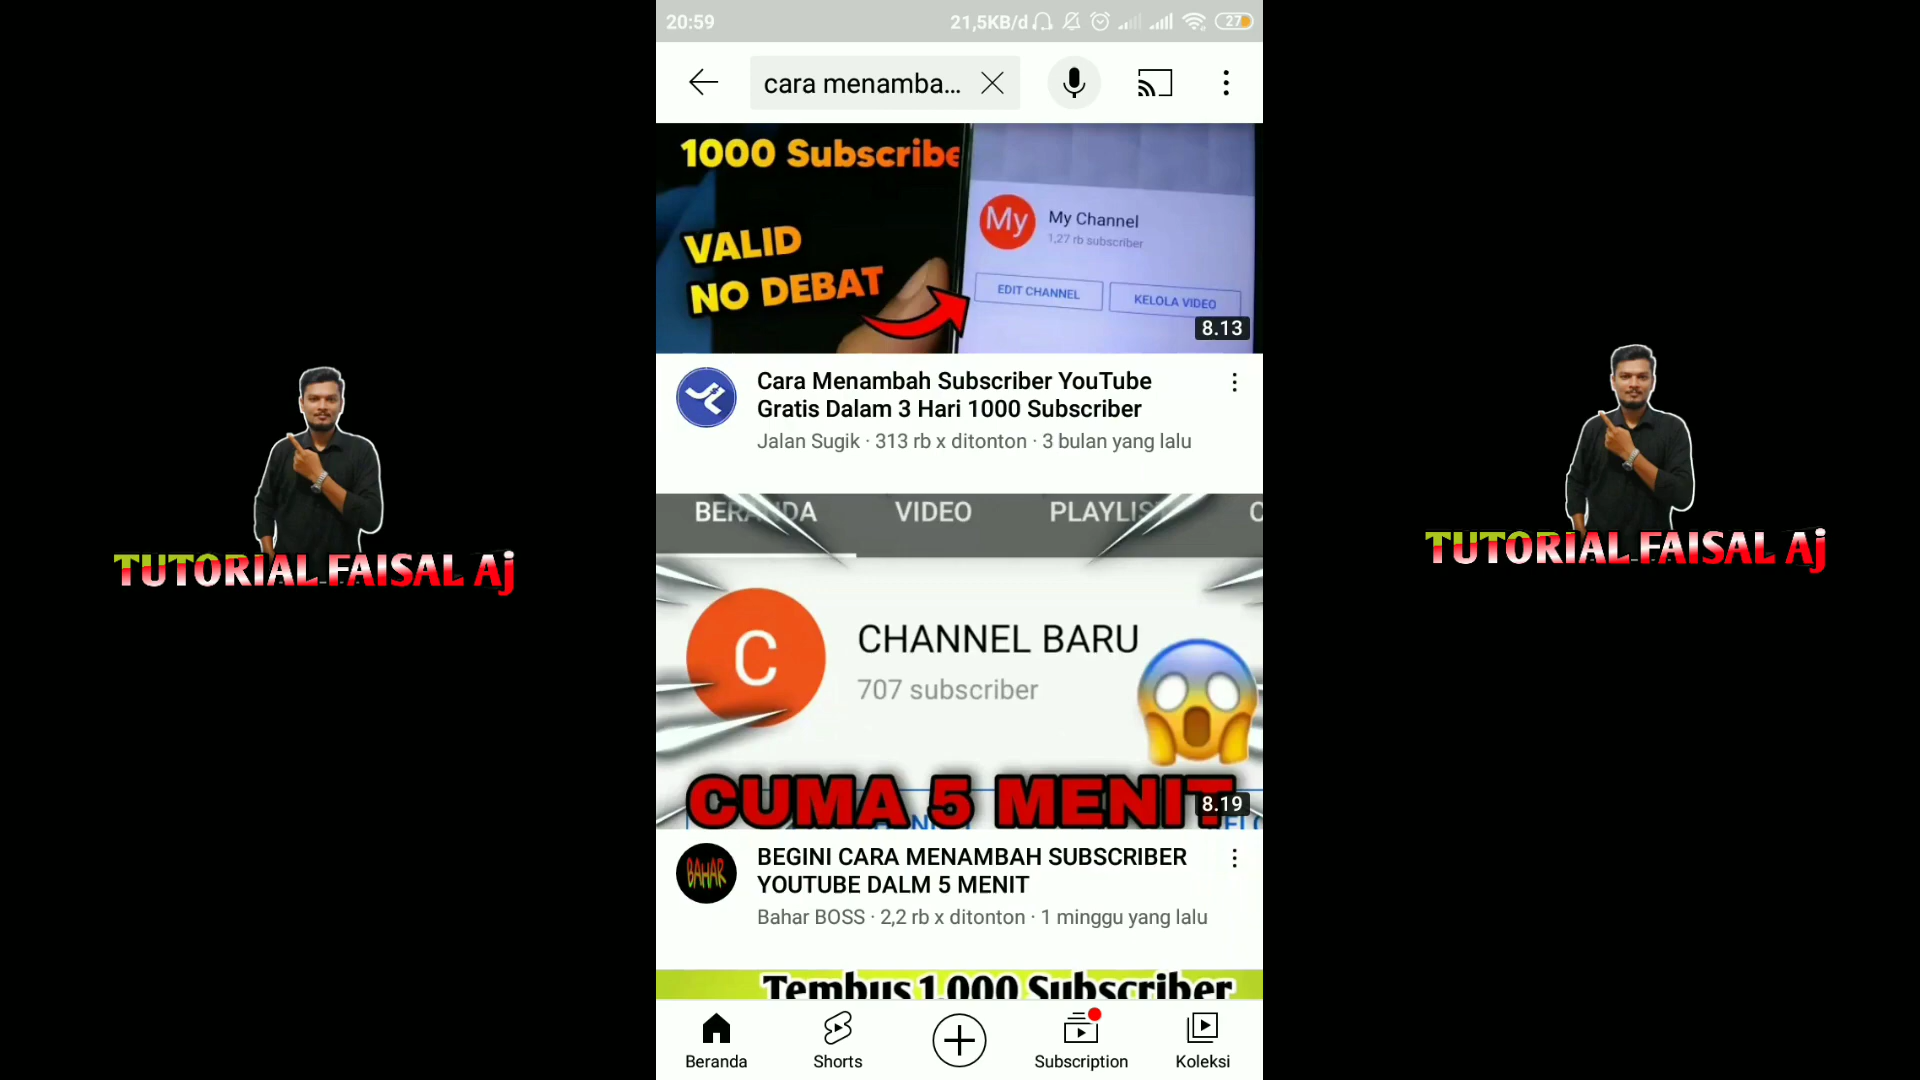 20:59
21,5KB/d
27
cara menamba...
1000 Subscribe
VALID
NO DEBAT
My
My Channel
1,27 rb subscriber
EDIT CHANNEL
KELOLA VIDEO
8.13
Cara Menambah Subscriber YouTube
Gratis Dalam 3 Hari 1000 Subscriber
Jalan Sugik · 313 rb x ditonton · 3 bulan yang lalu
BERANDA
VIDEO
PLAYLIS
C
C
CHANNEL BARU
707 subscriber
CUMA 5 MENIT
8.19
BAHAR
BEGINI CARA MENAMBAH SUBSCRIBER
YOUTUBE DALM 5 MENIT
Bahar BOSS · 2,2 rb x ditonton · 1 minggu yang lalu
Tembus 1.000 Subscriber
Beranda
Shorts
Subscription
Koleksi
TUTORIAL FAISAL Aj
TUTORIAL FAISAL Aj